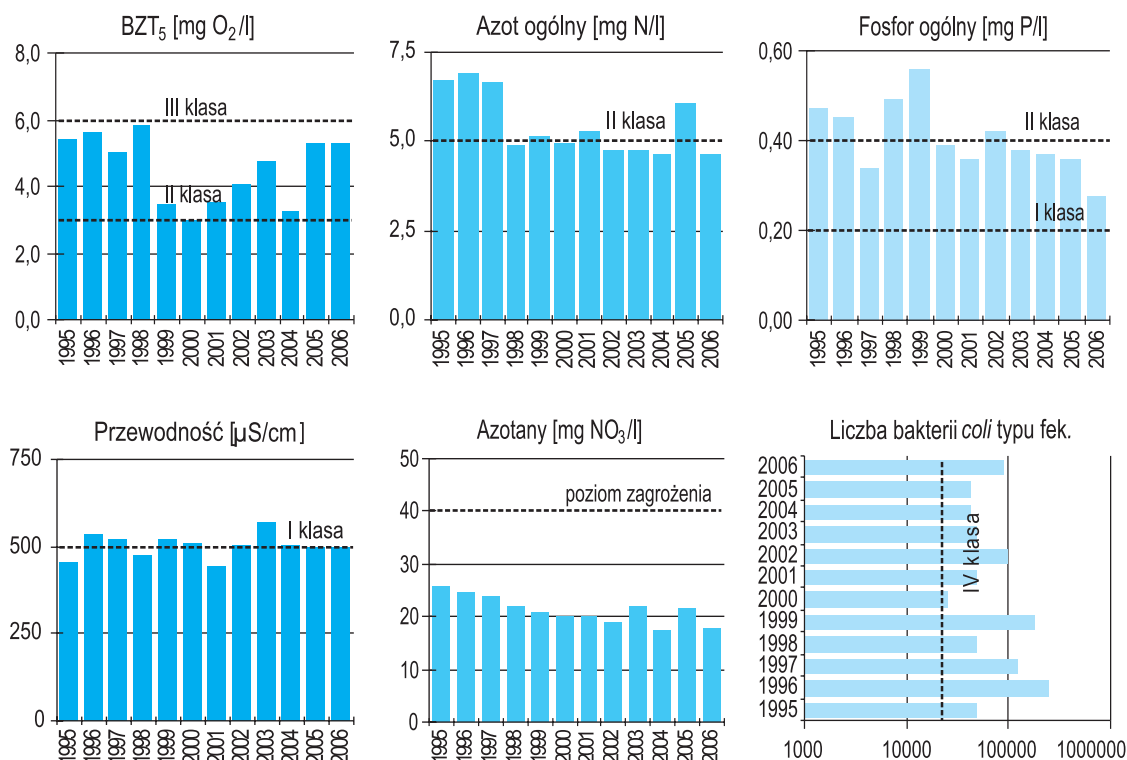 BZT₅ [mg O₂/l]
8,0
6,0
4,0
2,0
0,0
III klasa
II klasa
1995 1996 1997 1998 1999 2000 2001 2002 2003 2004 2005 2006
Azot ogólny [mg N/l]
7,5
5,0
2,5
0,0
II klasa
1995 1996 1997 1998 1999 2000 2001 2002 2003 2004 2005 2006
Fosfor ogólny [mg P/l]
0,60
0,40
0,20
0,00
II klasa
I klasa
1995 1996 1997 1998 1999 2000 2001 2002 2003 2004 2005 2006
Przewodność [µS/cm]
750
500
250
0
I klasa
1995 1996 1997 1998 1999 2000 2001 2002 2003 2004 2005 2006
Azotany [mg NO₃/l]
50
40
30
20
10
0
poziom zagrożenia
1995 1996 1997 1998 1999 2000 2001 2002 2003 2004 2005 2006
Liczba bakterii coli typu fek.
2006
2005
2004
2003
2002
2001
2000
1999
1998
1997
1996
1995
IV klasa
1000 10000 100000 1000000